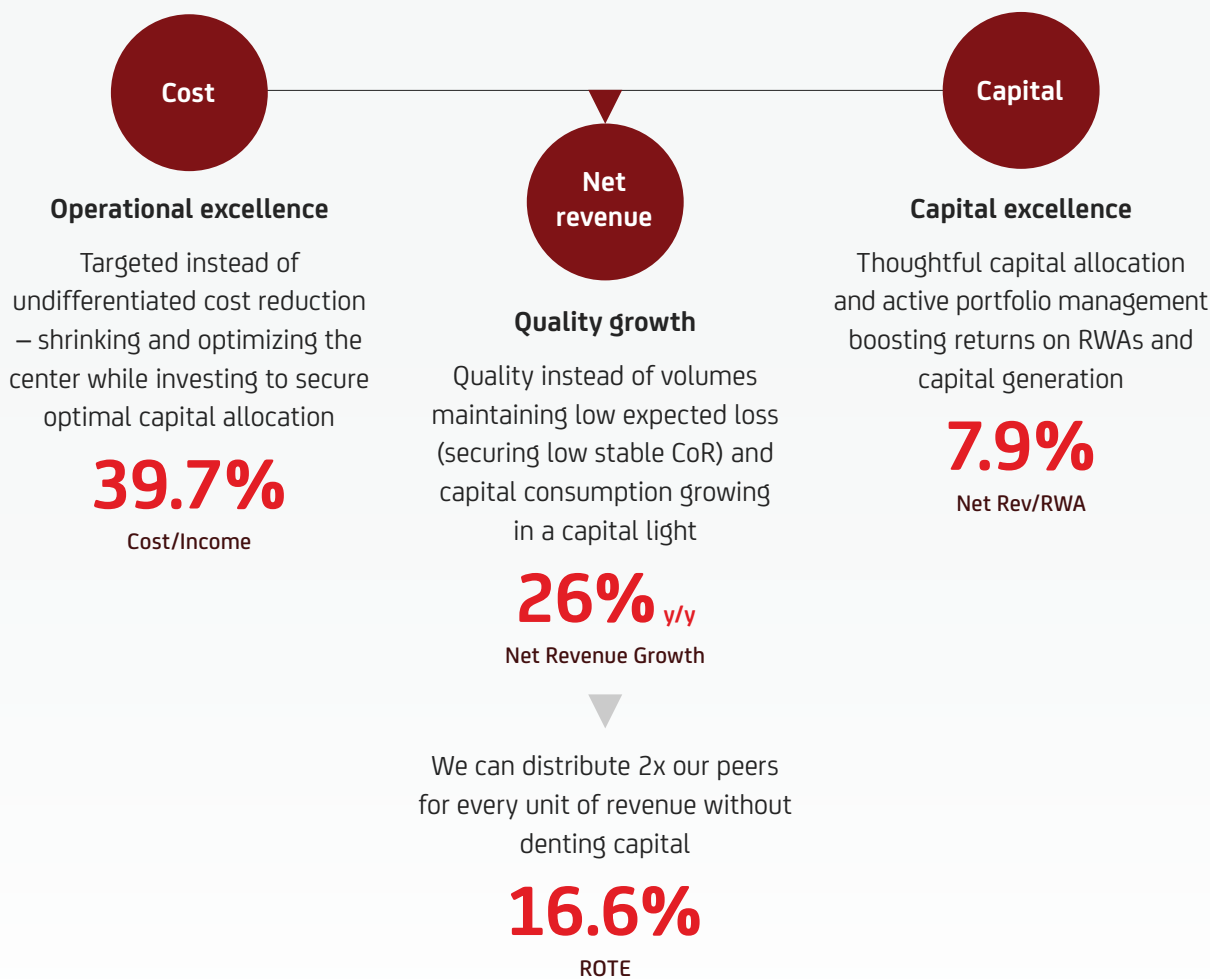 Cost
Operational excellence
Targeted instead of
undifferentiated cost reduction
– shrinking and optimizing the
center while investing to secure
optimal capital allocation
39.7%
Cost/Income
Net
revenue
Quality growth
Quality instead of volumes
maintaining low expected loss
(securing low stable CoR) and
capital consumption growing
in a capital light
26% y/y
Net Revenue Growth
Capital
Capital excellence
Thoughtful capital allocation
and active portfolio management
boosting returns on RWAs and
capital generation
7.9%
Net Rev/RWA
We can distribute 2x our peers
for every unit of revenue without
denting capital
16.6%
ROTE